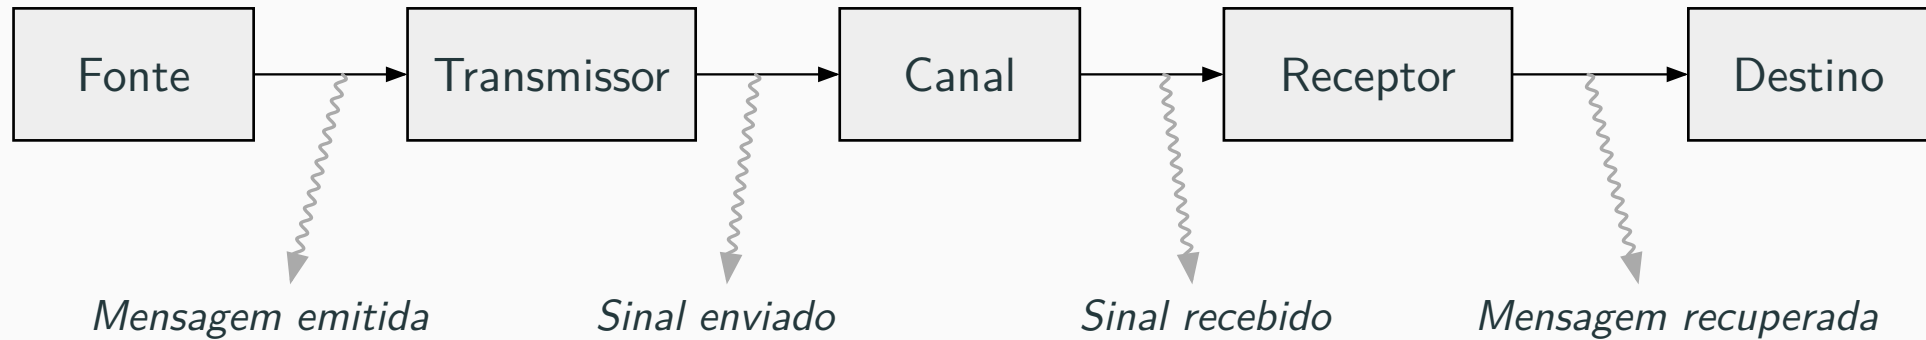 Fonte
Transmissor
Canal
Receptor
Destino
Mensagem emitida
Sinal enviado
Sinal recebido
Mensagem recuperada